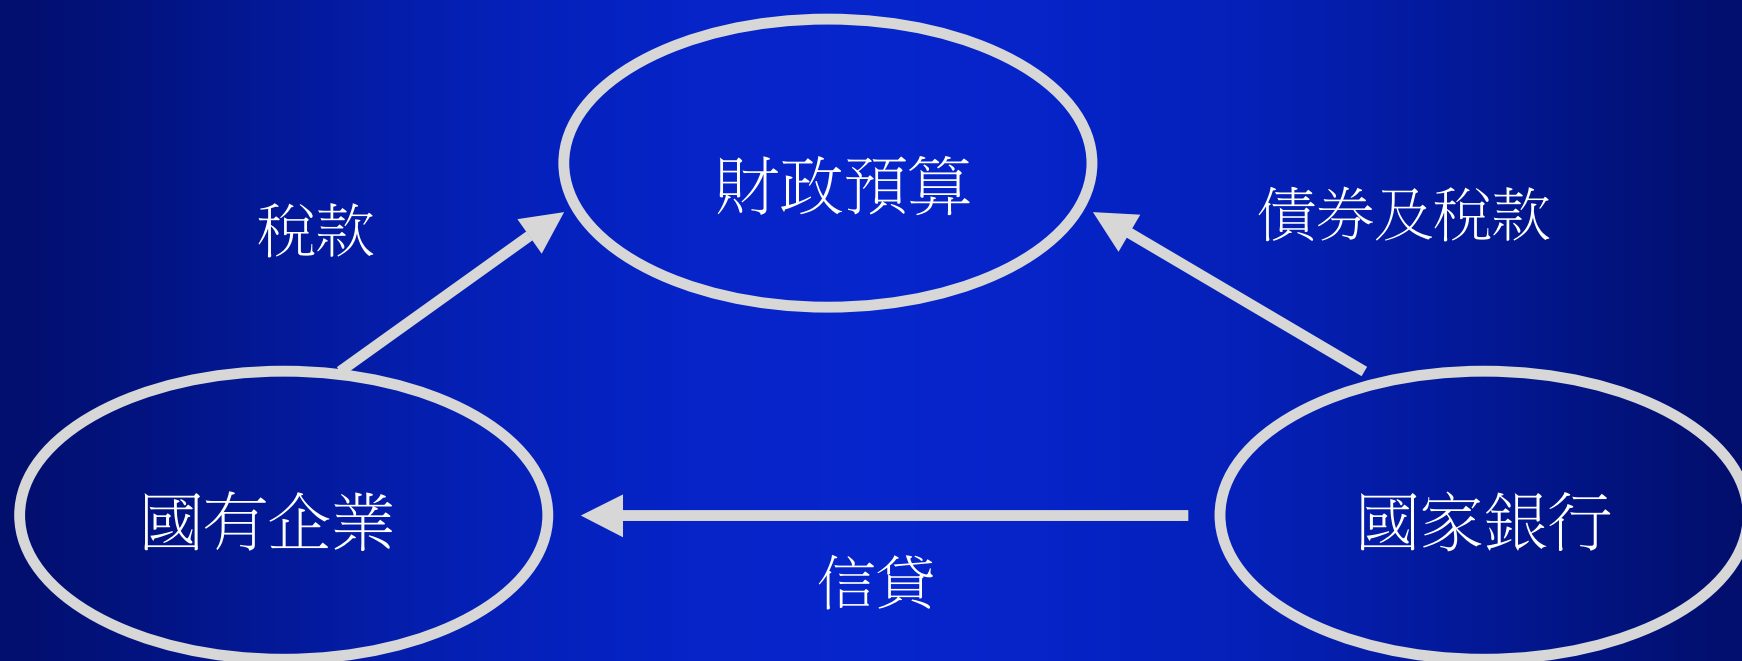 財政預算
稅款
債券及稅款
國有企業
國家銀行
信貸